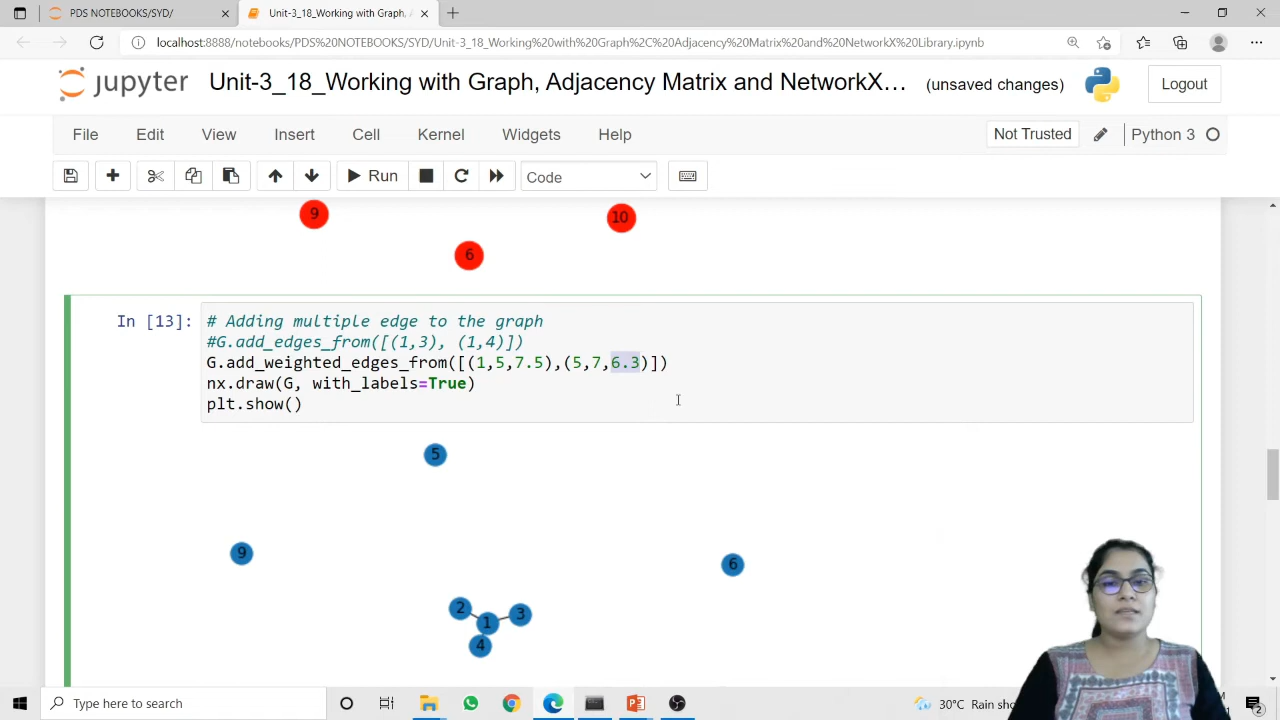 PDS NOTEBOOKS/SYD/
Unit-3_18_Working with Graph, A
localhost:8888/notebooks/PDS%20NOTEBOOKS/SYD/Unit-3_18_Working%20with%20Graph%2C%20Adjacency%20Matrix%20and%20NetworkX%20Library.ipynb
jupyter Unit-3_18_Working with Graph, Adjacency Matrix and NetworkX... (unsaved changes) Logout
File Edit View Insert Cell Kernel Widgets Help Not Trusted Python 3
Run Code
9 10
6
In [13]: # Adding multiple edge to the graph
#G.add_edges_from([(1,3), (1,4)])
G.add_weighted_edges_from([(1,5,7.5),(5,7,6.3)])
nx.draw(G, with_labels=True)
plt.show()
5
9
6
2 3
1
4
Type here to search 30°C Rain sho 2